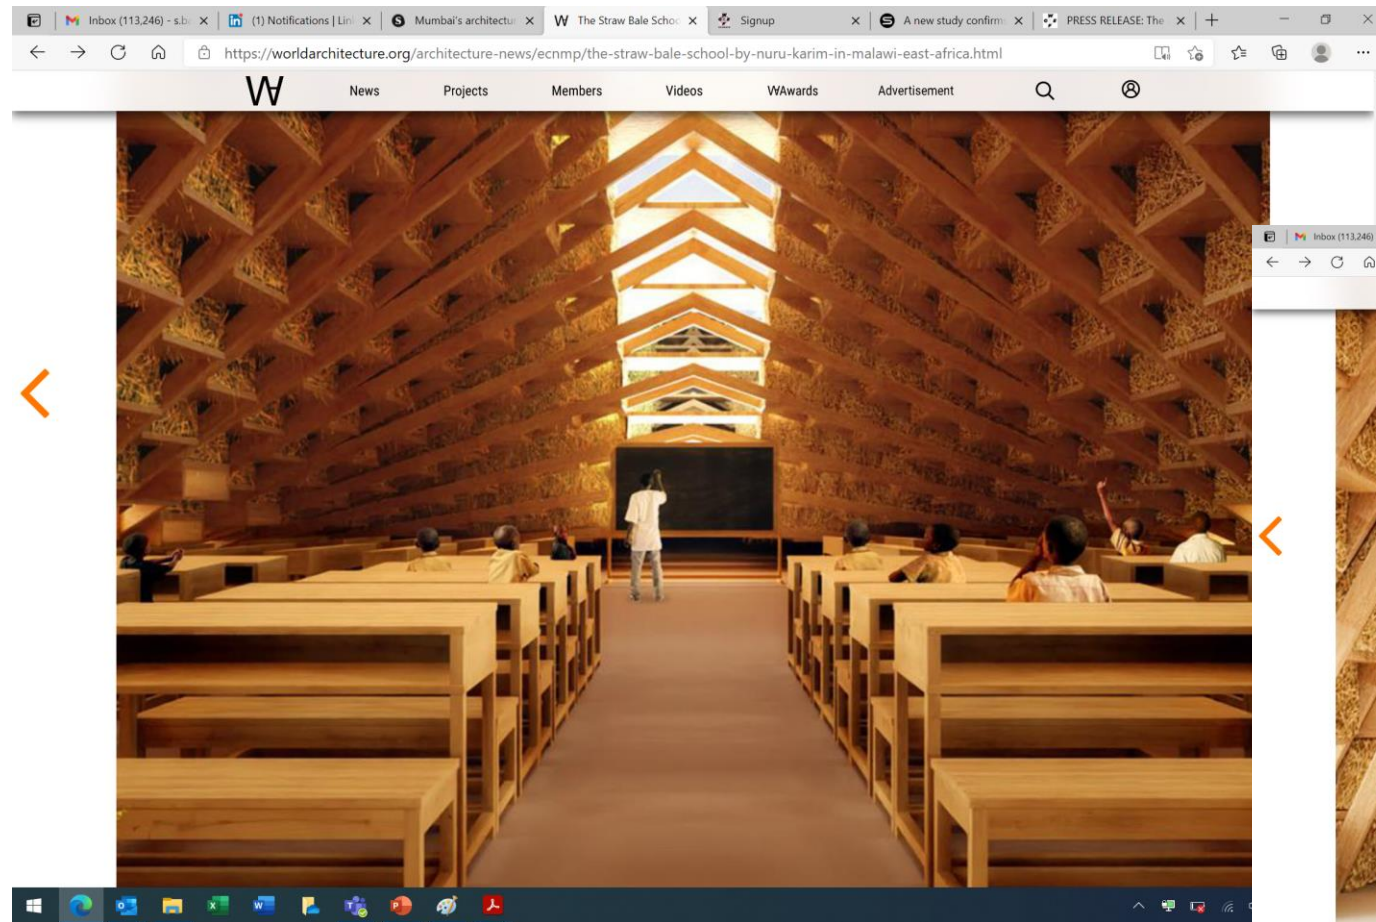 Inbox (113,246) - s.b
(1) Notifications | Lin
Mumbai's architectur
The Straw Bale Schoo
Signup
A new study confirm
PRESS RELEASE: The
https://worldarchitecture.org/architecture-news/ecnmp/the-straw-bale-school-by-nuru-karim-in-malawi-east-africa.html
News
Projects
Members
Videos
WAwards
Advertisement
Inbox (113,246)